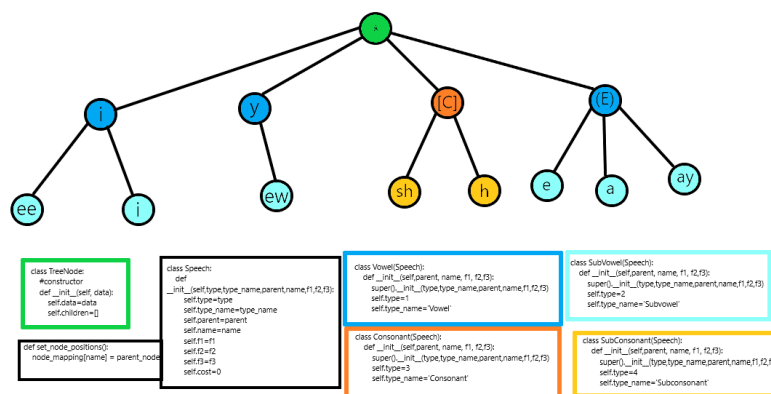 *
i
y
[C]
(E)
ee
i
ew
sh
h
e
a
ay
class TreeNode:
#constructor
def __init__(self, data):
self.data=data
self.children=[]
def set_node_positions():
node_mapping[name] = parent_node
class Speech:
def
__init__(self,type,type_name,parent,name,f1,f2,f3):
self.type=type
self.type_name=type_name
self.parent=parent
self.name=name
self.f1=f1
self.f2=f2
self.f3=f3
self.cost=0
class Vowel(Speech):
def __init__(self,parent, name, f1, f2,f3):
super().__init__(type,type_name,parent,name,f1,f2,f3)
self.type=1
self.type_name='Vowel'
class Consonant(Speech):
def __init__(self,parent, name, f1, f2,f3):
super().__init__(type,type_name,parent,name,f1,f2,f3)
self.type=3
self.type_name='Consonant'
class SubVowel(Speech):
def __init__(self,parent, name, f1, f2,f3):
super().__init__(type,type_name,parent,name,f1,f2,f3)
self.type=2
self.type_name='Subvowel'
class SubConsonant(Speech):
def __init__(self,parent, name, f1, f2,f3):
super().__init__(type,type_name,parent,name,f1,f2,f3)
self.type=4
self.type_name='Subconsonant'